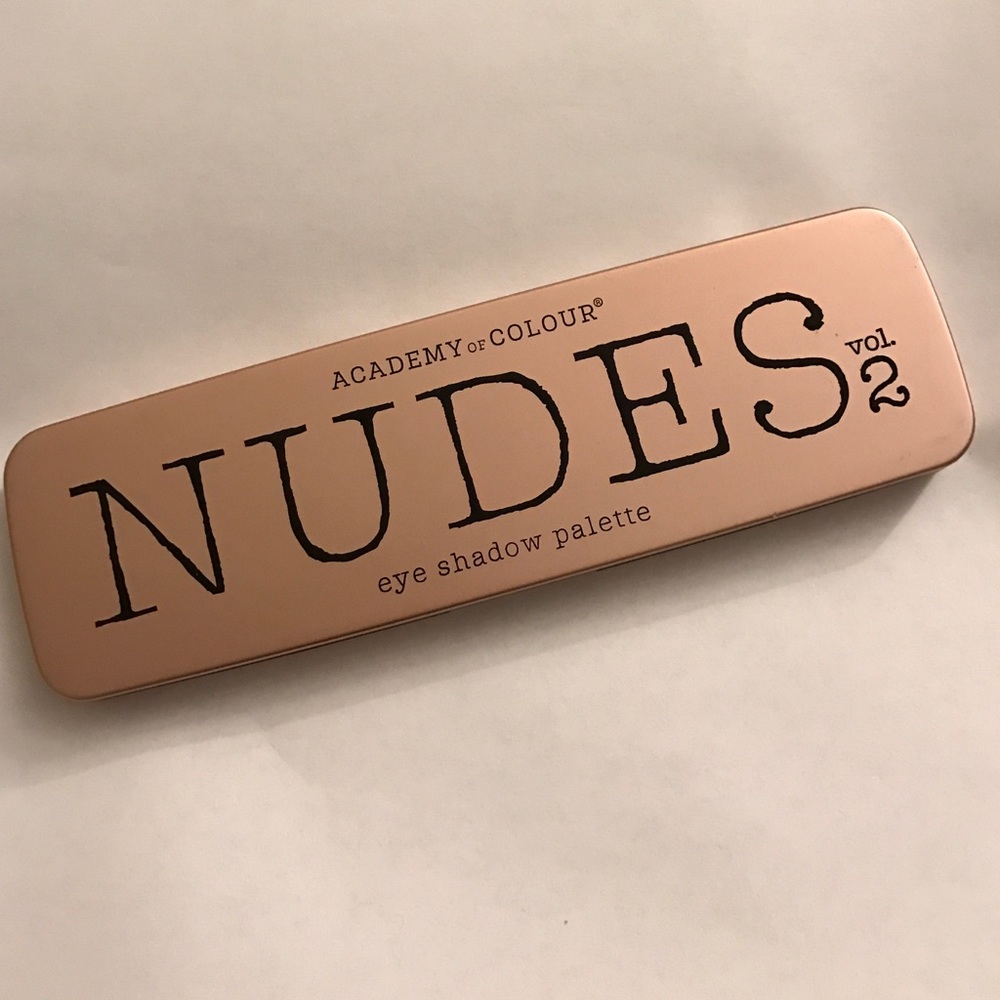 ACADEMY OF COLOUR®
NUDES vol. 2
eye shadow palette